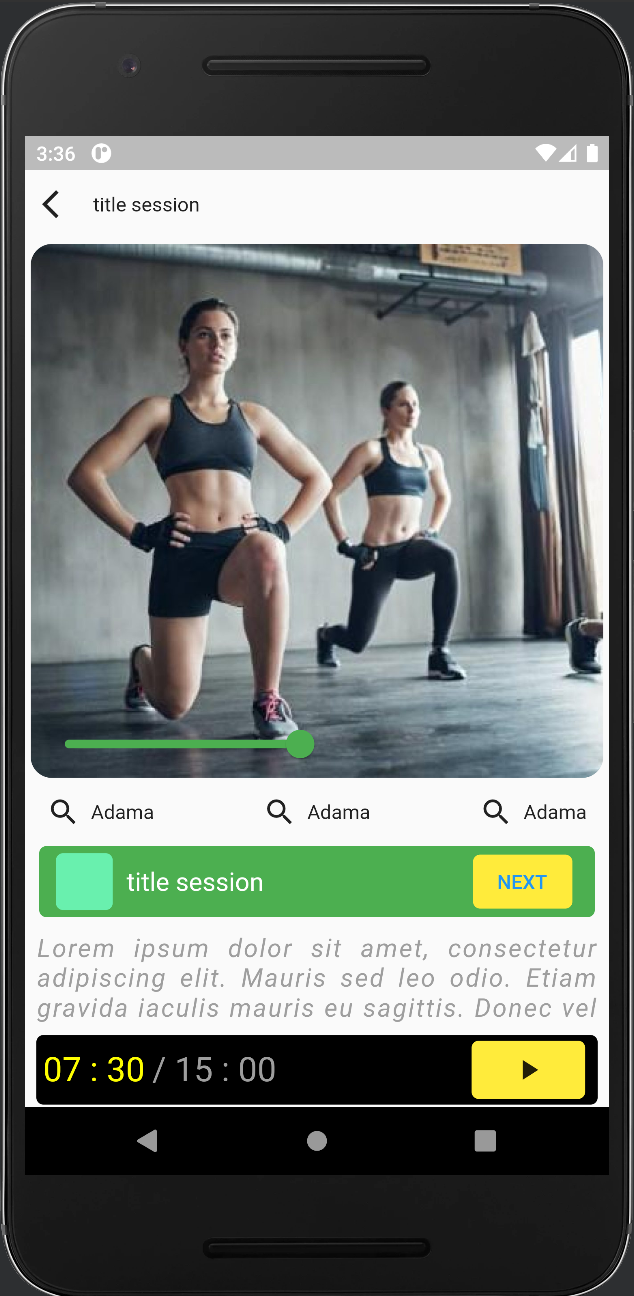 3:36
title session
Adama
Adama
Adama
title session
NEXT
Lorem ipsum dolor sit amet, consectetur
adipiscing elit. Mauris sed leo odio. Etiam
gravida iaculis mauris eu sagittis. Donec vel
07 : 30 / 15 : 00